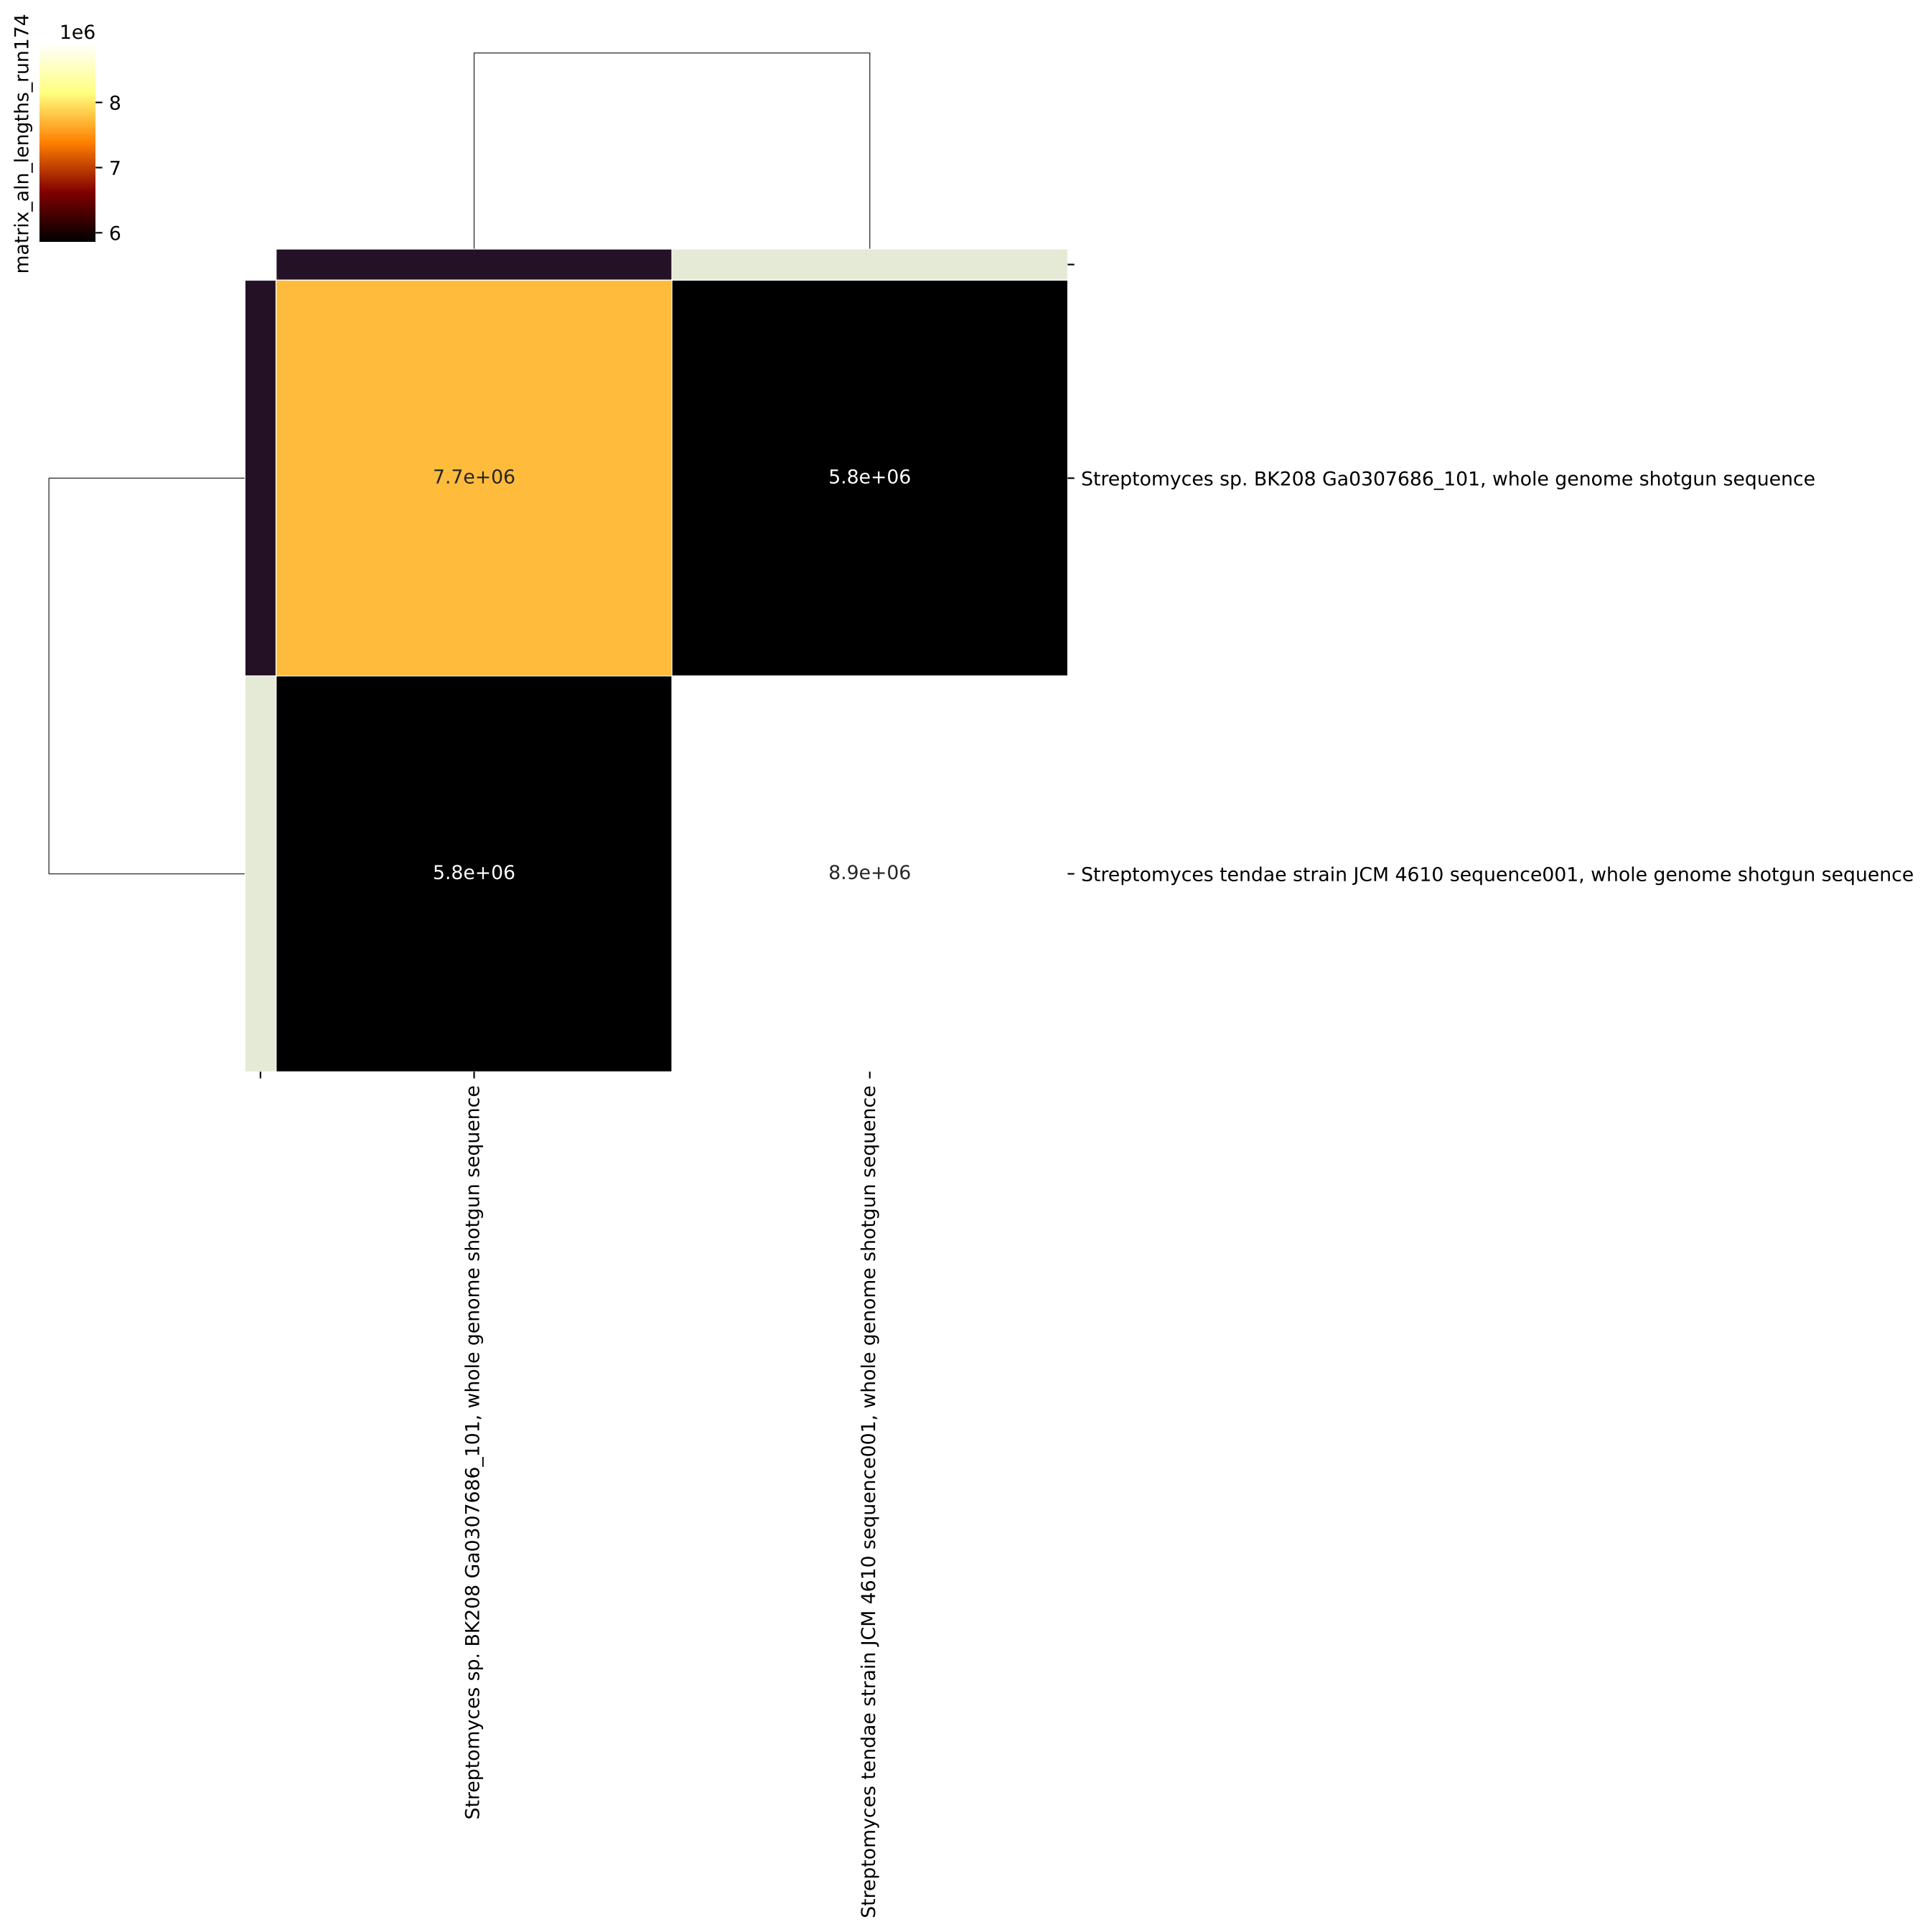 1e6
matrix_aln_lengths_run174
8
7
6
7.7e+06
5.8e+06
Streptomyces sp. BK208 Ga0307686_101, whole genome shotgun sequence
5.8e+06
8.9e+06
Streptomyces tendae strain JCM 4610 sequence001, whole genome shotgun sequence
Streptomyces sp. BK208 Ga0307686_101, whole genome shotgun sequence
Streptomyces tendae strain JCM 4610 sequence001, whole genome shotgun sequence